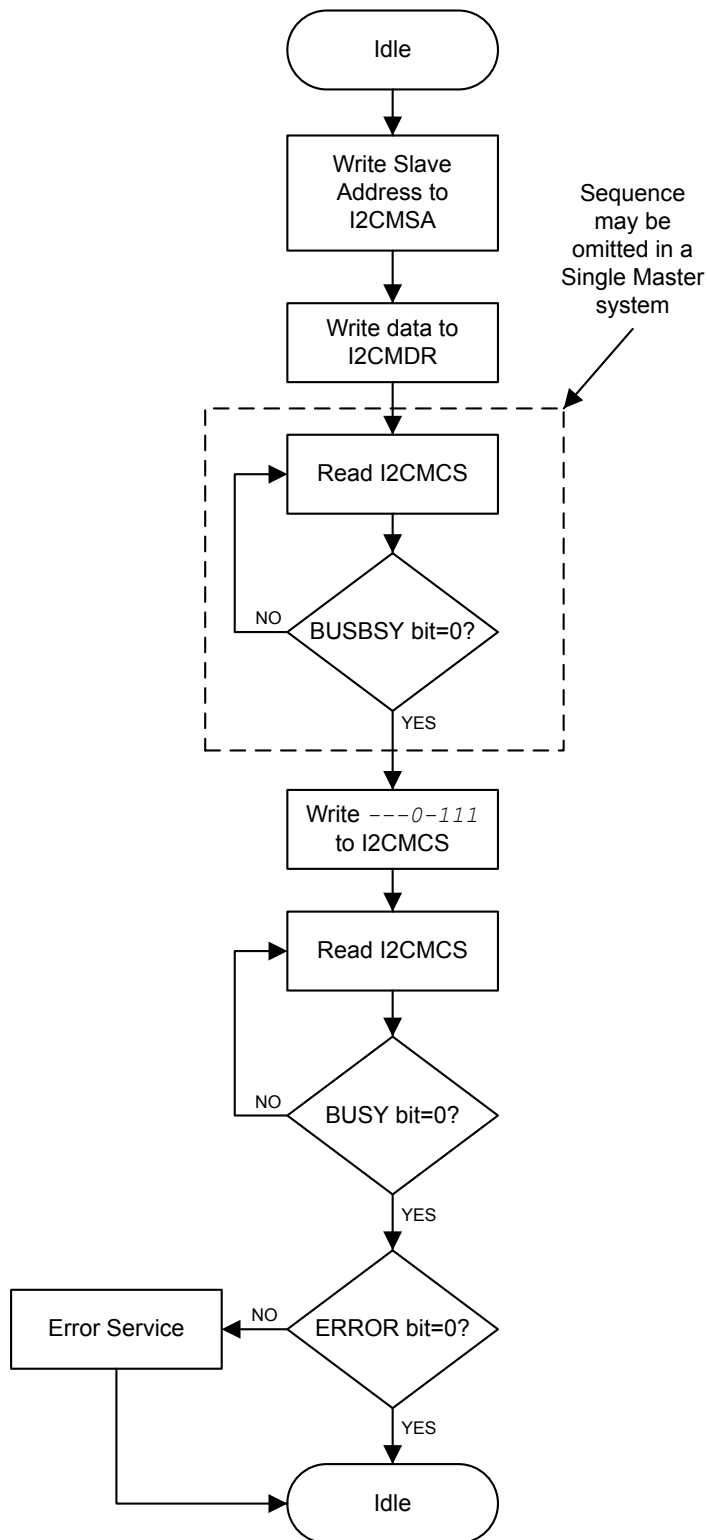 Idle
Write Slave
Address to
I2CMSA
Sequence
may be
omitted in a
Single Master
system
Write data to
I2CMDR
Read I2CMCS
NO
BUSBSY bit=0?
YES
Write ---0-111
to I2CMCS
Read I2CMCS
NO
BUSY bit=0?
YES
Error Service
NO
ERROR bit=0?
YES
Idle